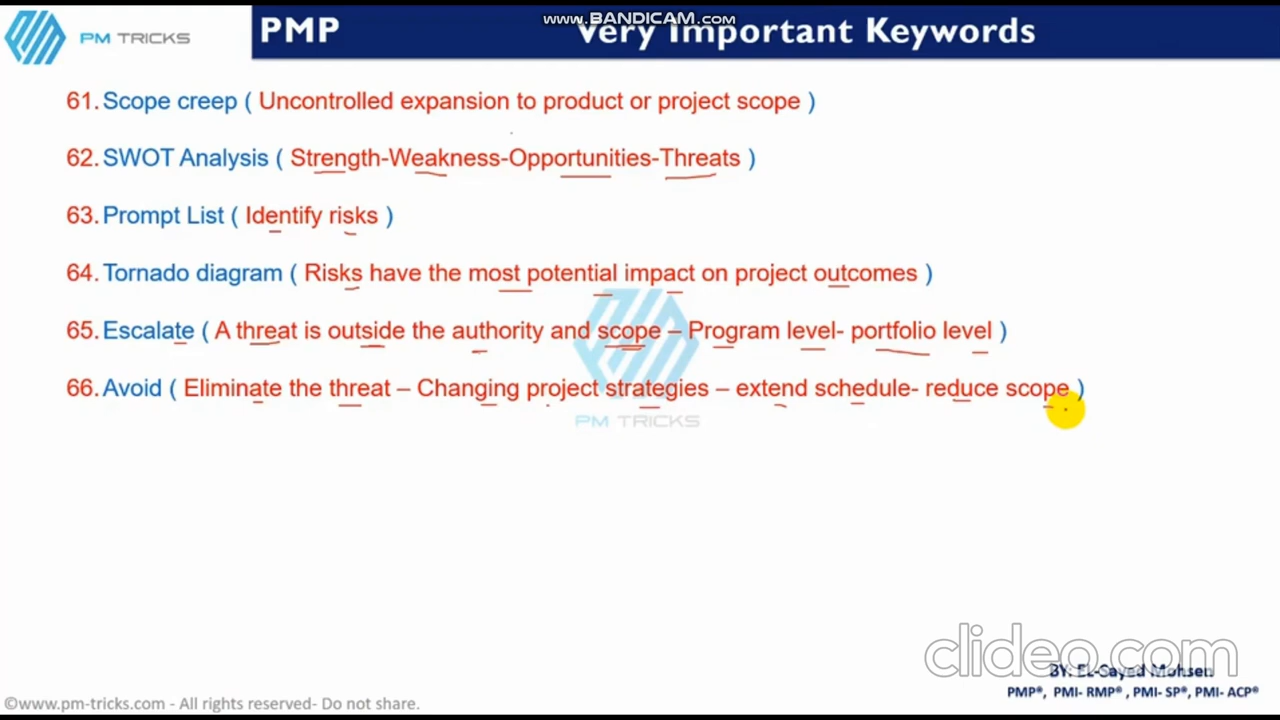 www.BANDICAM.com
PM TRICKS
PMP Very Important Keywords
61. Scope creep ( Uncontrolled expansion to product or project scope )
62. SWOT Analysis ( Strength-Weakness-Opportunities-Threats )
63. Prompt List ( Identify risks )
64. Tornado diagram ( Risks have the most potential impact on project outcomes )
65. Escalate ( A threat is outside the authority and scope – Program level- portfolio level )
66. Avoid ( Eliminate the threat – Changing project strategies – extend schedule- reduce scope )
PM TRICKS
clideo.com
BY: EL-Sayed Mohsen
PMP®, PMI- RMP® , PMI- SP®, PMI- ACP®
©www.pm-tricks.com - All rights reserved- Do not share.